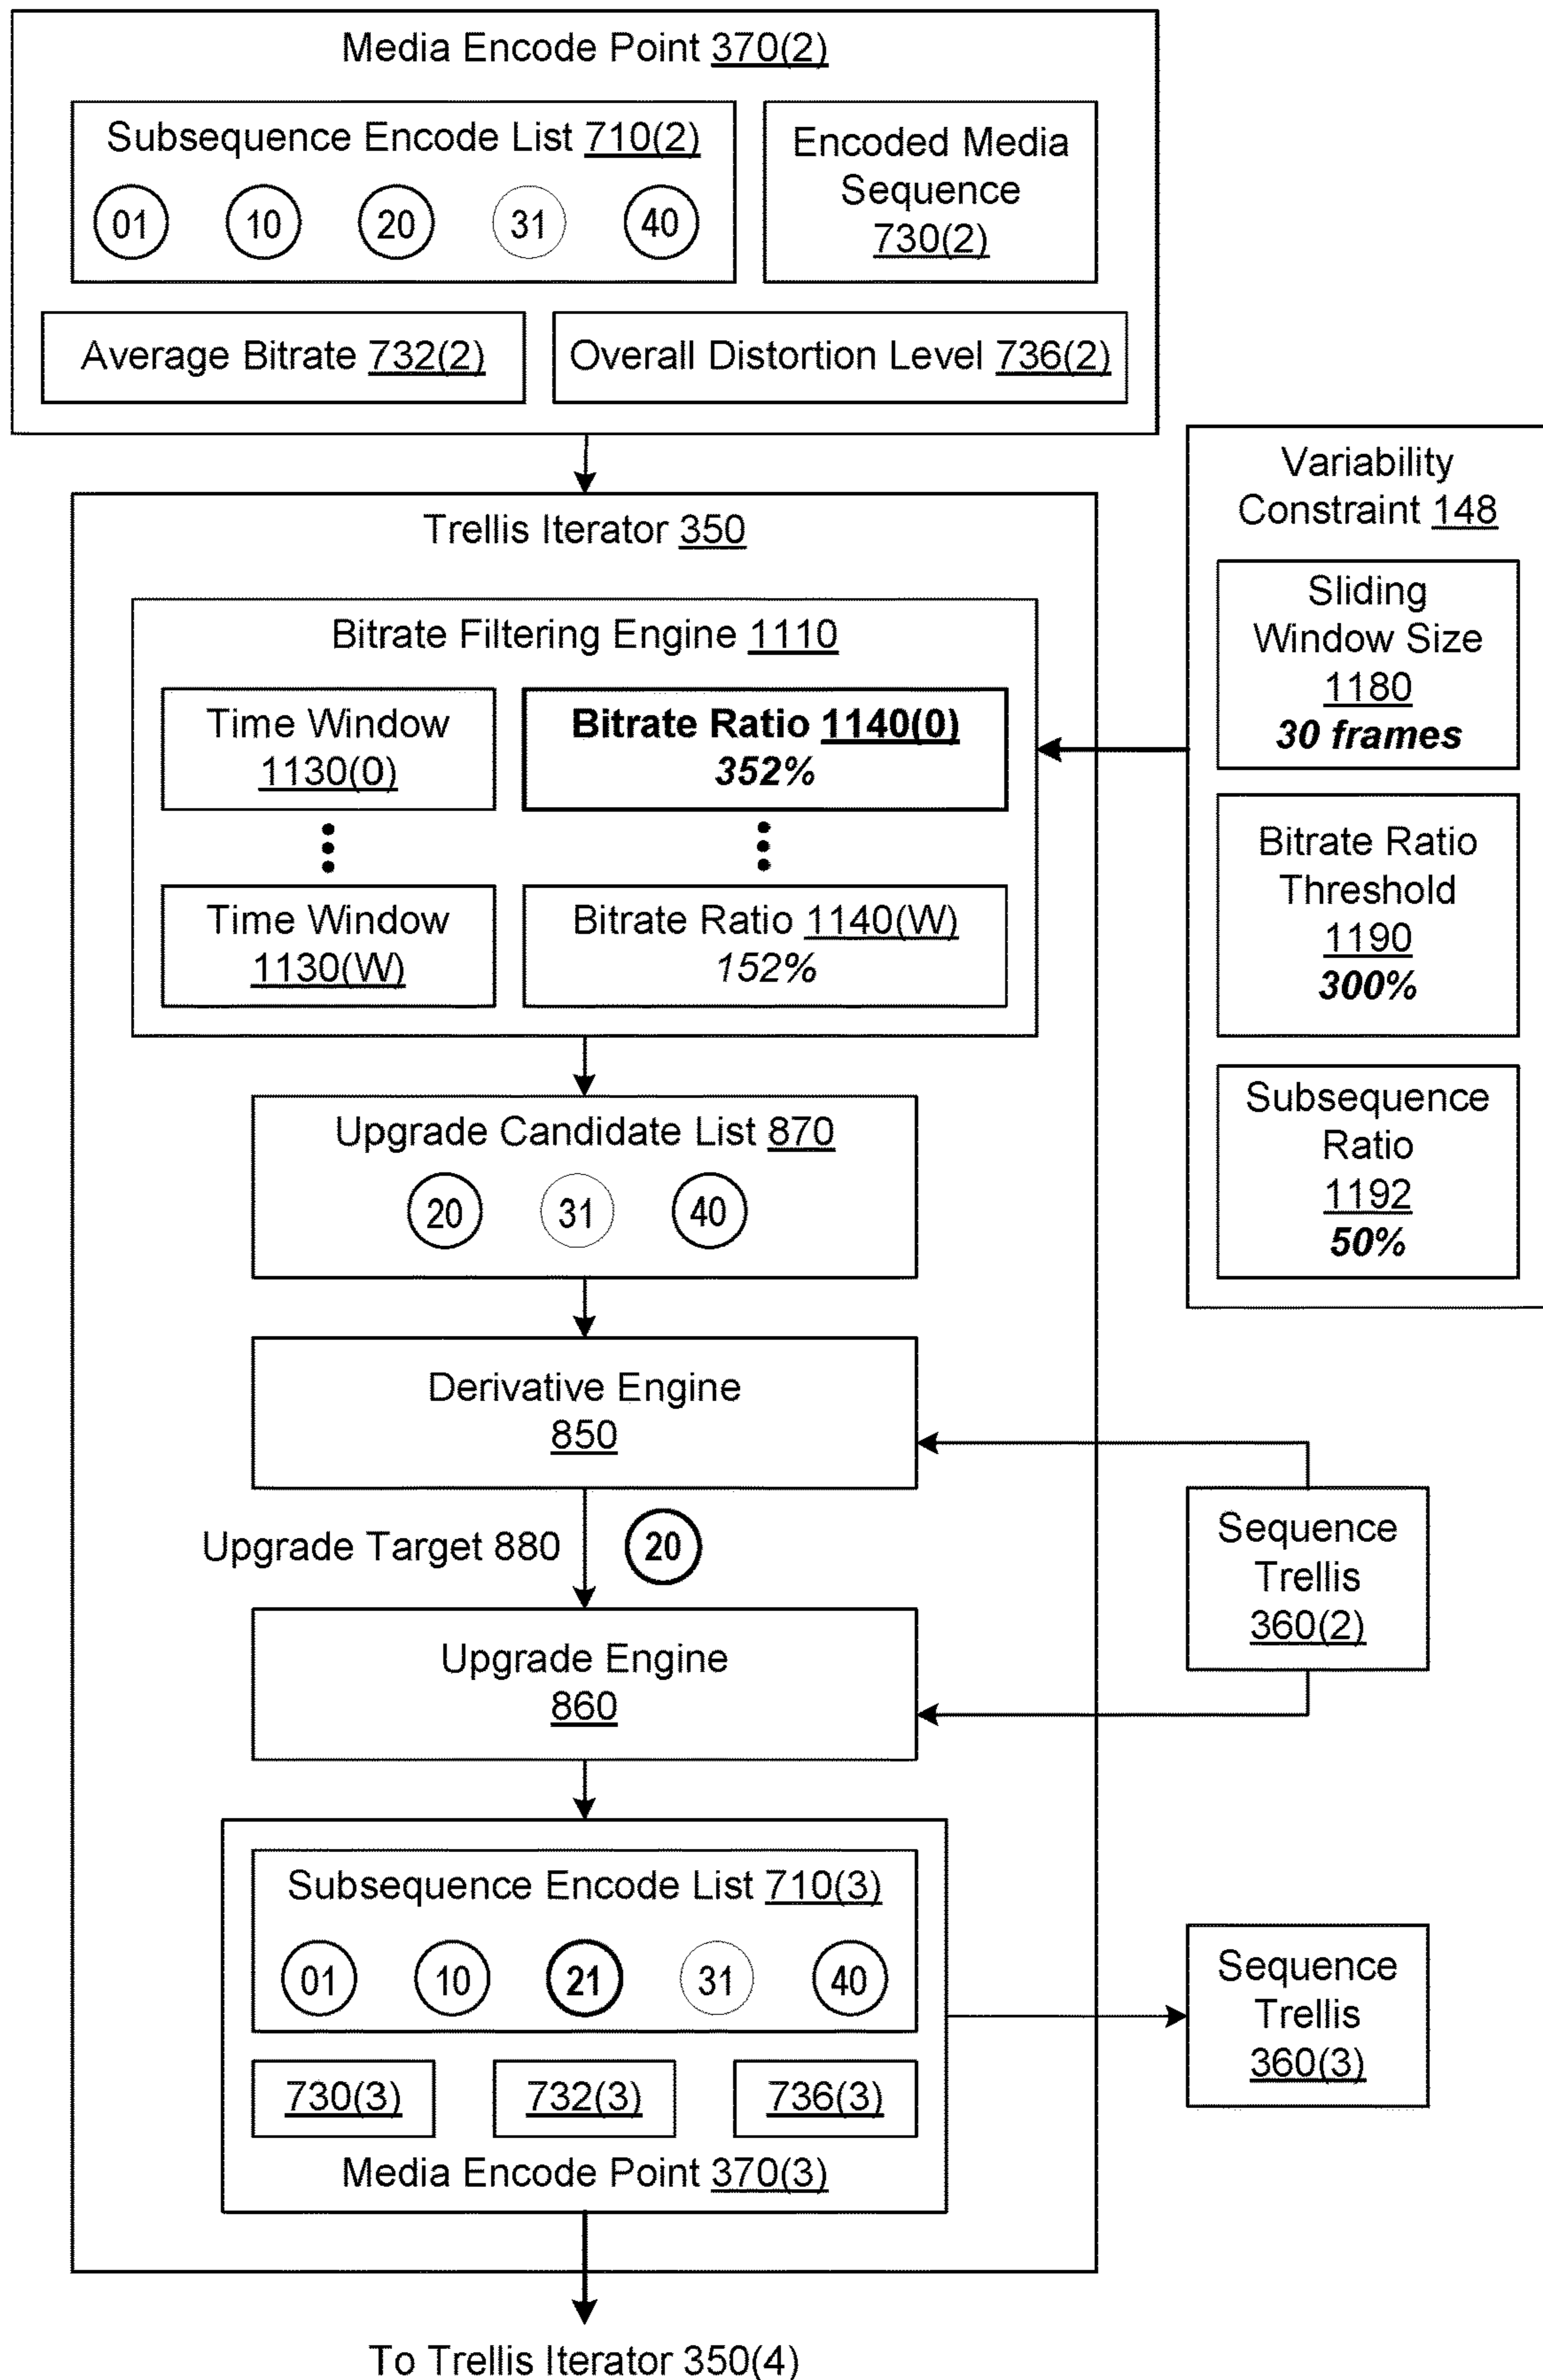 Media Encode Point 370(2)
Subsequence Encode List 710(2)
01 10 20 31 40
Encoded Media
Sequence
730(2)
Average Bitrate 732(2)
Overall Distortion Level 736(2)
Variability
Constraint 148
Sliding
Window Size
1180
30 frames
Bitrate Ratio
Threshold
1190
300%
Subsequence
Ratio
1192
50%
Trellis Iterator 350
Bitrate Filtering Engine 1110
Time Window
1130(0)
Bitrate Ratio 1140(0)
352%
Time Window
1130(W)
Bitrate Ratio 1140(W)
152%
Upgrade Candidate List 870
20 31 40
Derivative Engine
850
Upgrade Target 880
20
Sequence
Trellis
360(2)
Upgrade Engine
860
Subsequence Encode List 710(3)
01 10 21 31 40
730(3) 732(3) 736(3)
Media Encode Point 370(3)
Sequence
Trellis
360(3)
To Trellis Iterator 350(4)